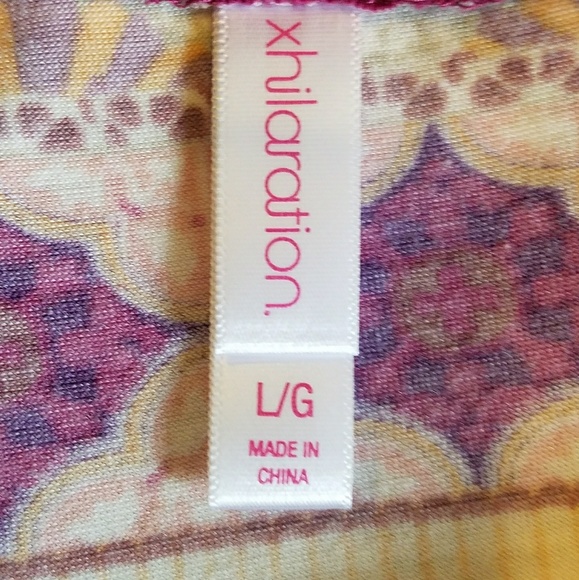 xhilaration.
L/G
MADE IN
CHINA